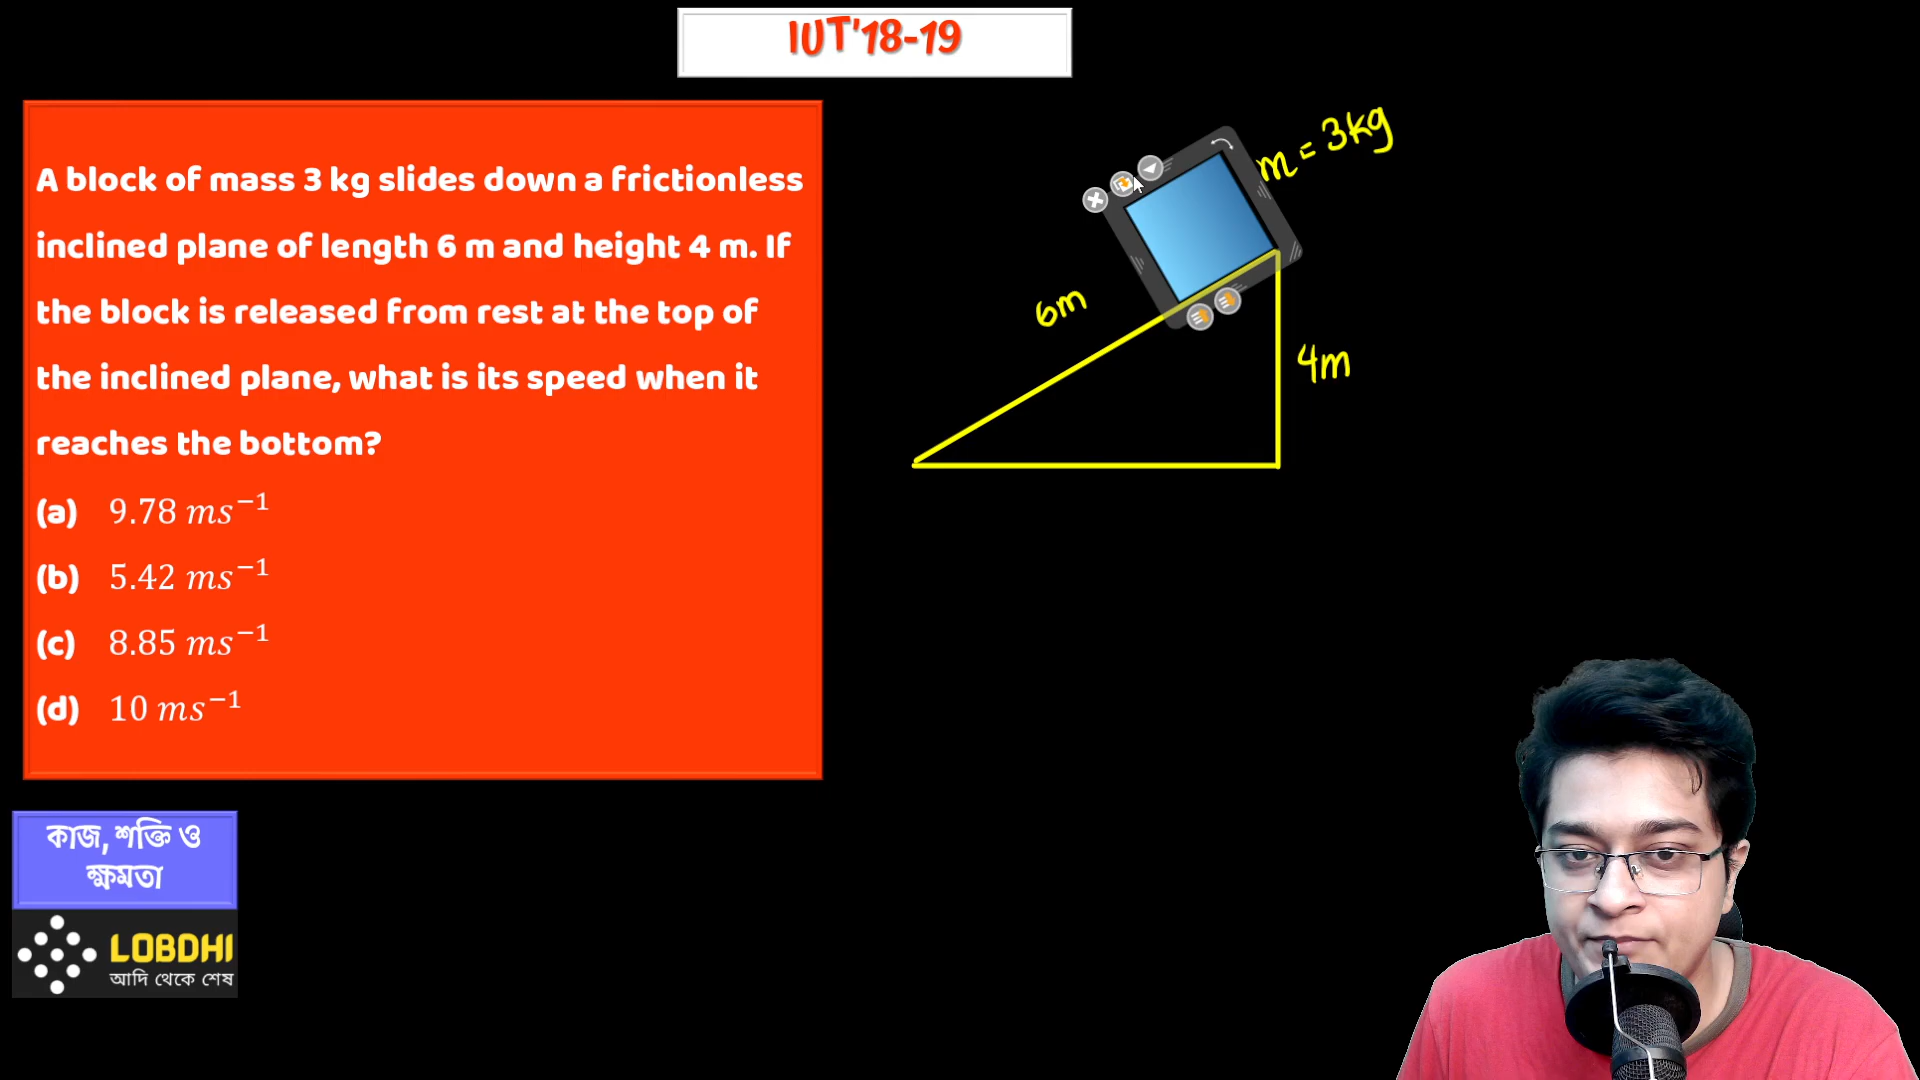 IUT'18-19
A block of mass 3 kg slides down a frictionless
inclined plane of length 6 m and height 4 m. If
the block is released from rest at the top of
the inclined plane, what is its speed when it
reaches the bottom?
(a) 9.78 ms⁻¹
(b) 5.42 ms⁻¹
(c) 8.85 ms⁻¹
(d) 10 ms⁻¹
m = 3kg
6m
4m
কাজ, শক্তি ও
ক্ষমতা
LOBDHI
আদি থেকে শেষ